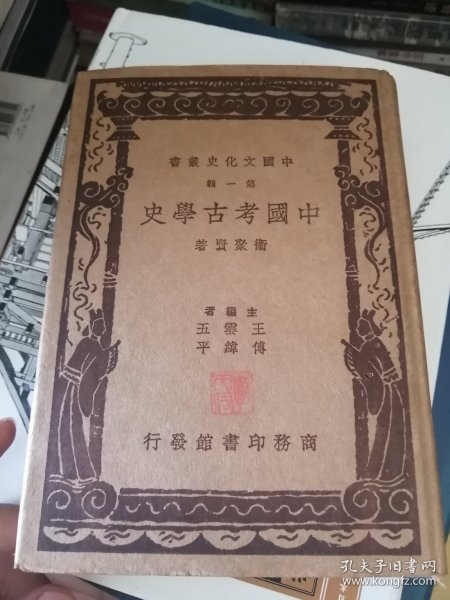 中國文化史叢書
第一輯
中國考古學史
衛聚賢著
主編者
王雲五
傅緯平
商務印書館發行
孔夫子旧书网
www.kongfz.com